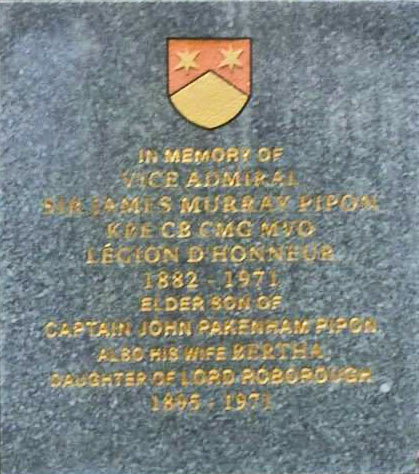 IN MEMORY OF
VICE ADMIRAL
SIR JAMES MURRAY PIPON
KBE CB CMG MVO
LÉGION D'HONNEUR
1882 - 1971
ELDER SON OF
CAPTAIN JOHN PAKENHAM PIPON
ALSO HIS WIFE BERTHA
DAUGHTER OF LORD ROBOROUGH
1895 - 1971